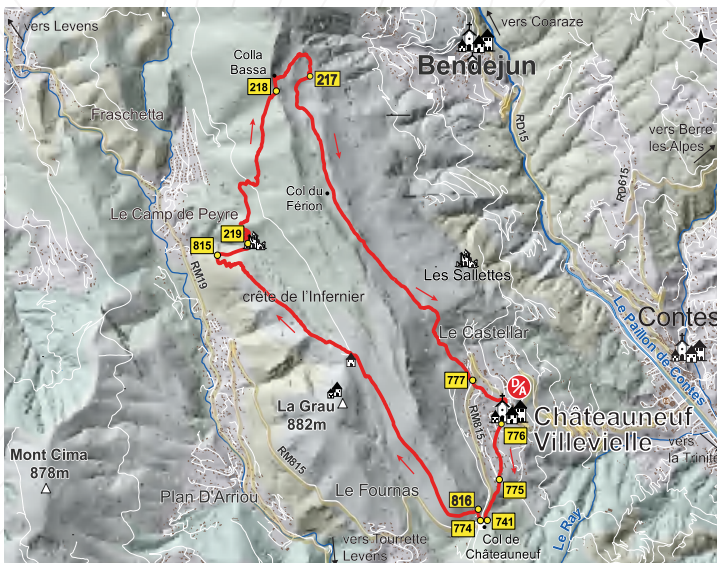 vers Levens
vers Coaraze
Bendejun
Colla
Bassa
218
217
Fraschetta
RD15
vers Berre
les Alpes
RD615
Col du
Férion
Le Camp de Peyre
219
815
RM19
Les Sallettes
crête de l'Infernier
Le Castellar
Le Paillon de Contes
Contes
777
D/A
RM815
La Grau
882m
Châteauneuf
Villevielle
776
vers
la Trinité
Mont Cima
878m
RM815
775
Plan D'Arriou
Le Fournas
816
774
741
Col de
Châteauneuf
Le Ray
vers Tourrette
Levens